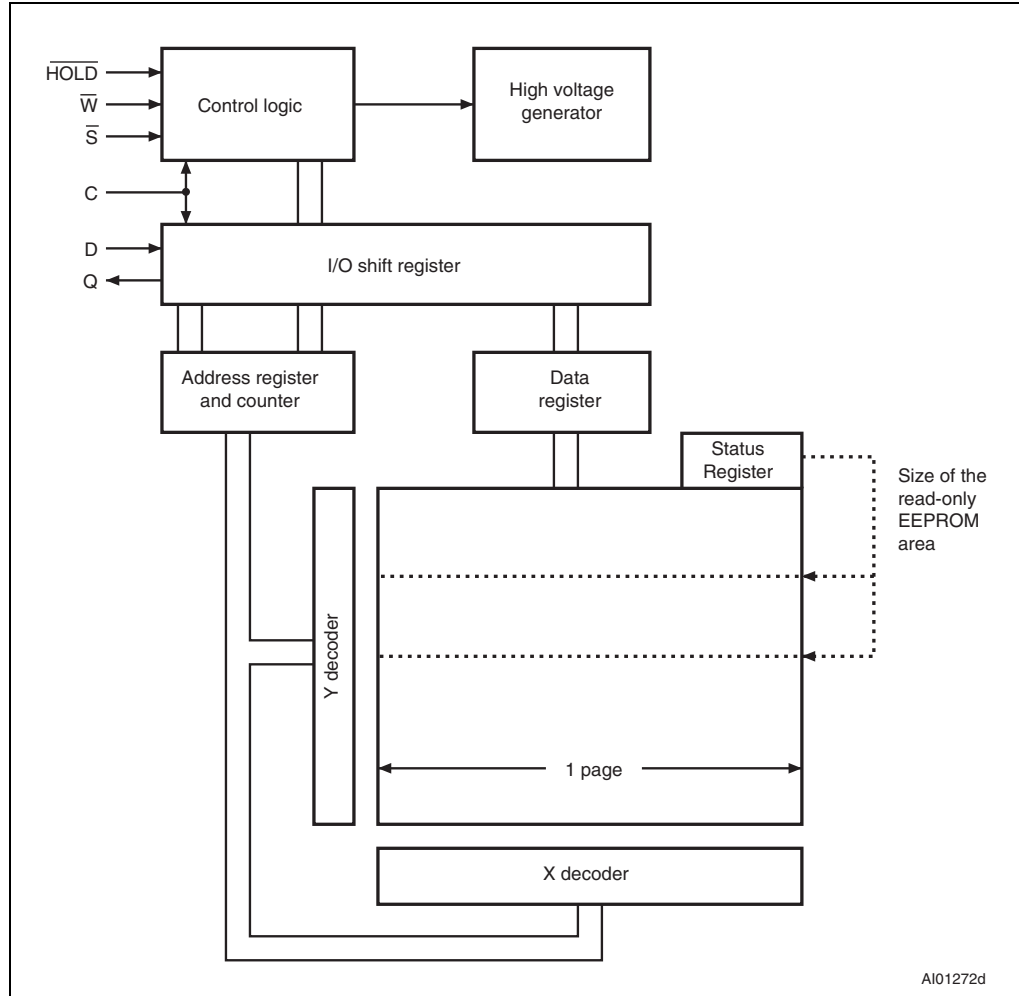 HOLD
W
S
C
D
Q
Control logic
High voltage
generator
I/O shift register
Address register
and counter
Data
register
Status
Register
Size of the
read-only
EEPROM
area
Y decoder
1 page
X decoder
AI01272d